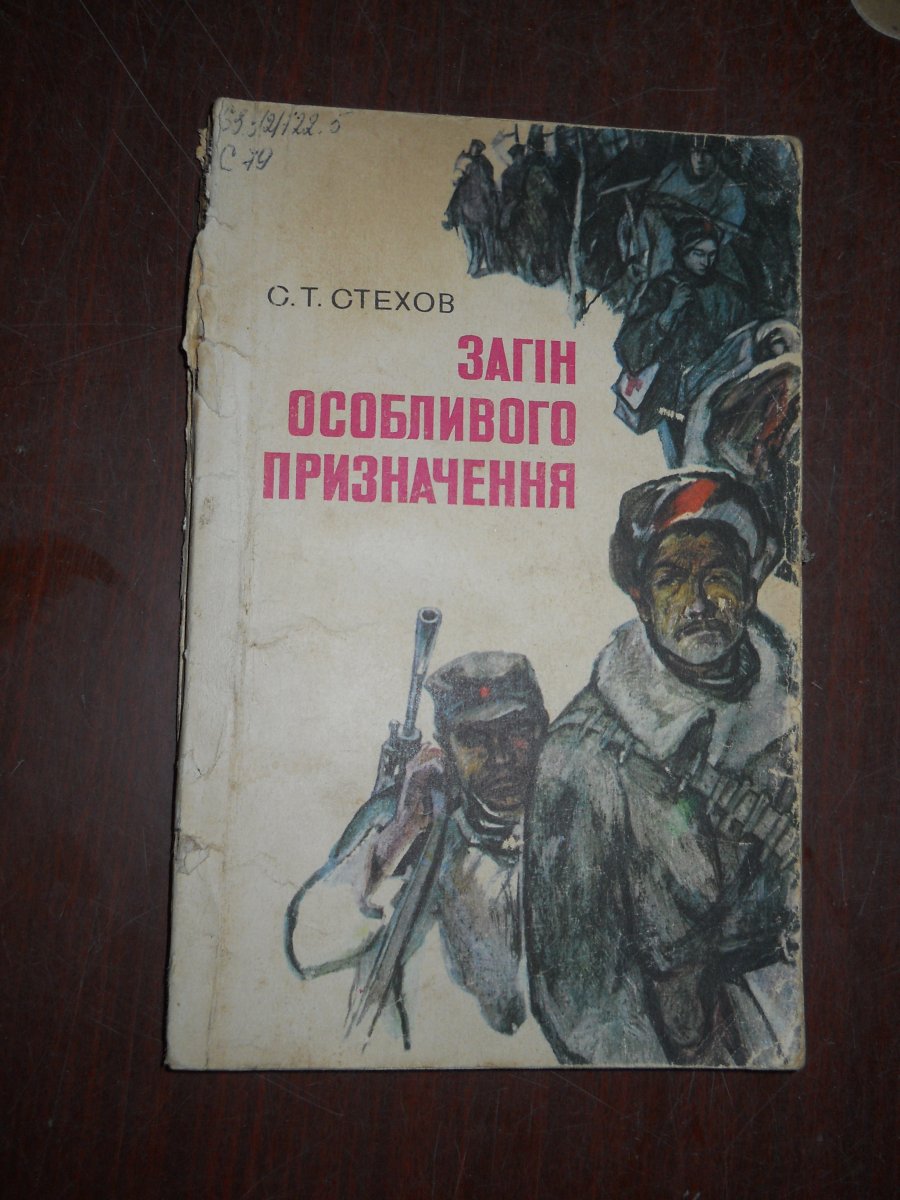 С 79
С. Т. СТЕХОВ
ЗАГІН
ОСОБЛИВОГО
ПРИЗНАЧЕННЯ